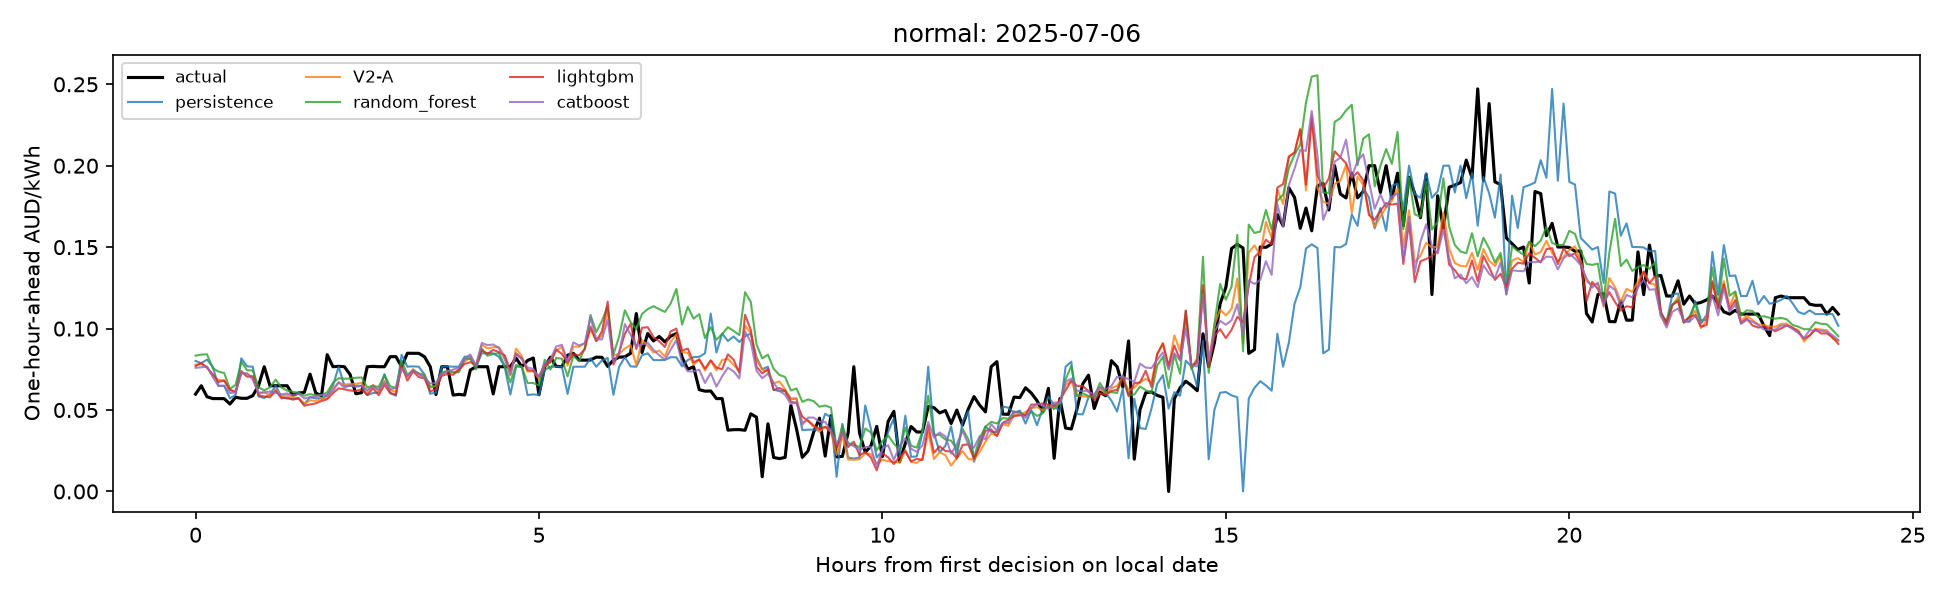 normal: 2025-07-06
actual V2-A lightgbm
persistence random_forest catboost
One-hour-ahead AUD/kWh
0.25
0.20
0.15
0.10
0.05
0.00
0 5 10 15 20 25
Hours from first decision on local date